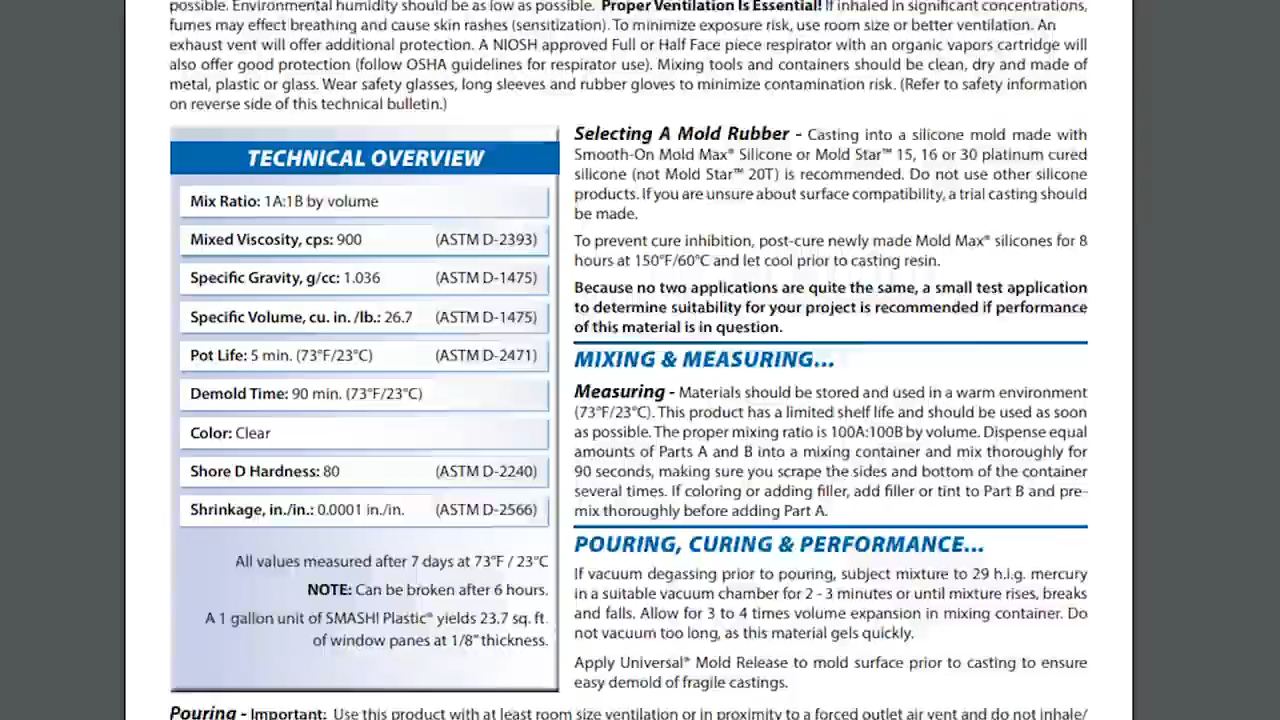 possible. Environmental humidity should be as low as possible. Proper Ventilation Is Essential! If inhaled in significant concentrations,
fumes may effect breathing and cause skin rashes (sensitization). To minimize exposure risk, use room size or better ventilation. An
exhaust vent will offer additional protection. A NIOSH approved Full or Half Face piece respirator with an organic vapors cartridge will
also offer good protection (follow OSHA guidelines for respirator use). Mixing tools and containers should be clean, dry and made of
metal, plastic or glass. Wear safety glasses, long sleeves and rubber gloves to minimize contamination risk. (Refer to safety information
on reverse side of this technical bulletin.)
TECHNICAL OVERVIEW
Mix Ratio: 1A:1B by volume
Mixed Viscosity, cps: 900 (ASTM D-2393)
Specific Gravity, g/cc: 1.036 (ASTM D-1475)
Specific Volume, cu. in. /lb.: 26.7 (ASTM D-1475)
Pot Life: 5 min. (73°F/23°C) (ASTM D-2471)
Demold Time: 90 min. (73°F/23°C)
Color: Clear
Shore D Hardness: 80 (ASTM D-2240)
Shrinkage, in./in.: 0.0001 in./in. (ASTM D-2566)
All values measured after 7 days at 73°F / 23°C
NOTE: Can be broken after 6 hours.
A 1 gallon unit of SMASH! Plastic® yields 23.7 sq. ft.
of window panes at 1/8" thickness.
Selecting A Mold Rubber - Casting into a silicone mold made with
Smooth-On Mold Max® Silicone or Mold Star™ 15, 16 or 30 platinum cured
silicone (not Mold Star™ 20T) is recommended. Do not use other silicone
products. If you are unsure about surface compatibility, a trial casting should
be made.
To prevent cure inhibition, post-cure newly made Mold Max® silicones for 8
hours at 150°F/60°C and let cool prior to casting resin.
Because no two applications are quite the same, a small test application
to determine suitability for your project is recommended if performance
of this material is in question.
MIXING & MEASURING...
Measuring - Materials should be stored and used in a warm environment
(73°F/23°C). This product has a limited shelf life and should be used as soon
as possible. The proper mixing ratio is 100A:100B by volume. Dispense equal
amounts of Parts A and B into a mixing container and mix thoroughly for
90 seconds, making sure you scrape the sides and bottom of the container
several times. If coloring or adding filler, add filler or tint to Part B and pre-
mix thoroughly before adding Part A.
POURING, CURING & PERFORMANCE...
If vacuum degassing prior to pouring, subject mixture to 29 h.i.g. mercury
in a suitable vacuum chamber for 2 - 3 minutes or until mixture rises, breaks
and falls. Allow for 3 to 4 times volume expansion in mixing container. Do
not vacuum too long, as this material gels quickly.
Apply Universal® Mold Release to mold surface prior to casting to ensure
easy demold of fragile castings.
Pouring - Important: Use this product with at least room size ventilation or in proximity to a forced outlet air vent and do not inhale/